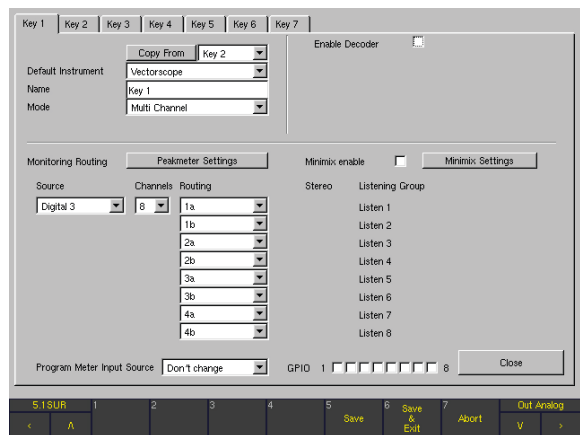 Key 1 Key 2 Key 3 Key 4 Key 5 Key 6 Key 7
Copy From Key 2
Enable Decoder
Default Instrument Vectorscope
Name Key 1
Mode Multi Channel
Monitoring Routing Peakmeter Settings Minimix enable Minimix Settings
Source Channels Routing Stereo Listening Group
Digital 3 8 1a Listen 1
1b Listen 2
2a Listen 3
2b Listen 4
3a Listen 5
3b Listen 6
4a Listen 7
4b Listen 8
Program Meter Input Source Don't change GPIO 1 8 Close
5.1SUR 1 2 3 4 5 6 7 Out Analog
< Λ Save Save & Exit Abort V >